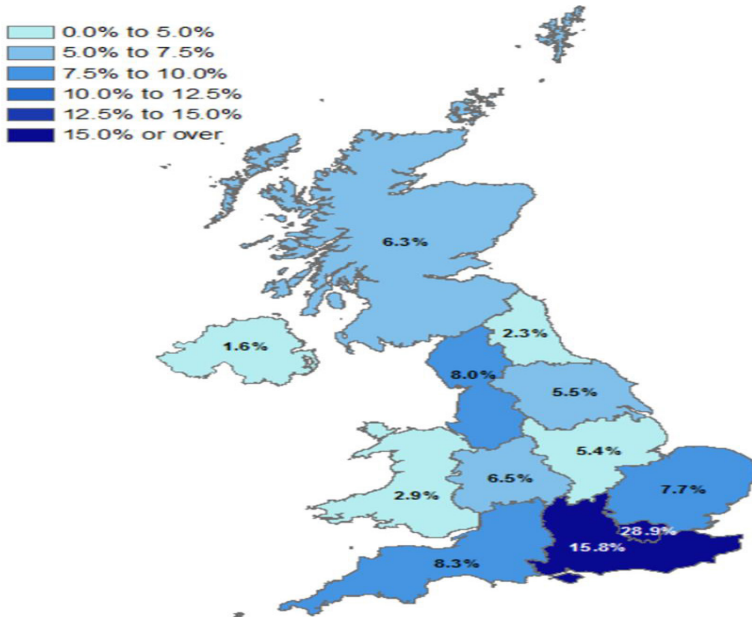 0.0% to 5.0%
5.0% to 7.5%
7.5% to 10.0%
10.0% to 12.5%
12.5% to 15.0%
15.0% or over
6.3%
1.6%
2.3%
8.0%
5.5%
5.4%
6.5%
2.9%
7.7%
28.9%
15.8%
8.3%